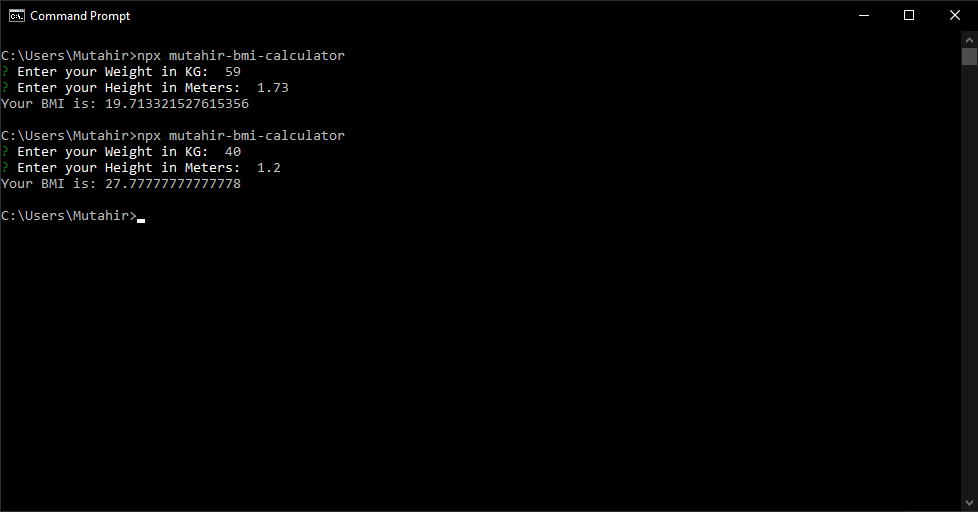 Command Prompt
C:\Users\Mutahir>npx mutahir-bmi-calculator
? Enter your Weight in KG:  59
? Enter your Height in Meters:  1.73
Your BMI is: 19.713321527615356
C:\Users\Mutahir>npx mutahir-bmi-calculator
? Enter your Weight in KG:  40
? Enter your Height in Meters:  1.2
Your BMI is: 27.77777777777778
C:\Users\Mutahir>